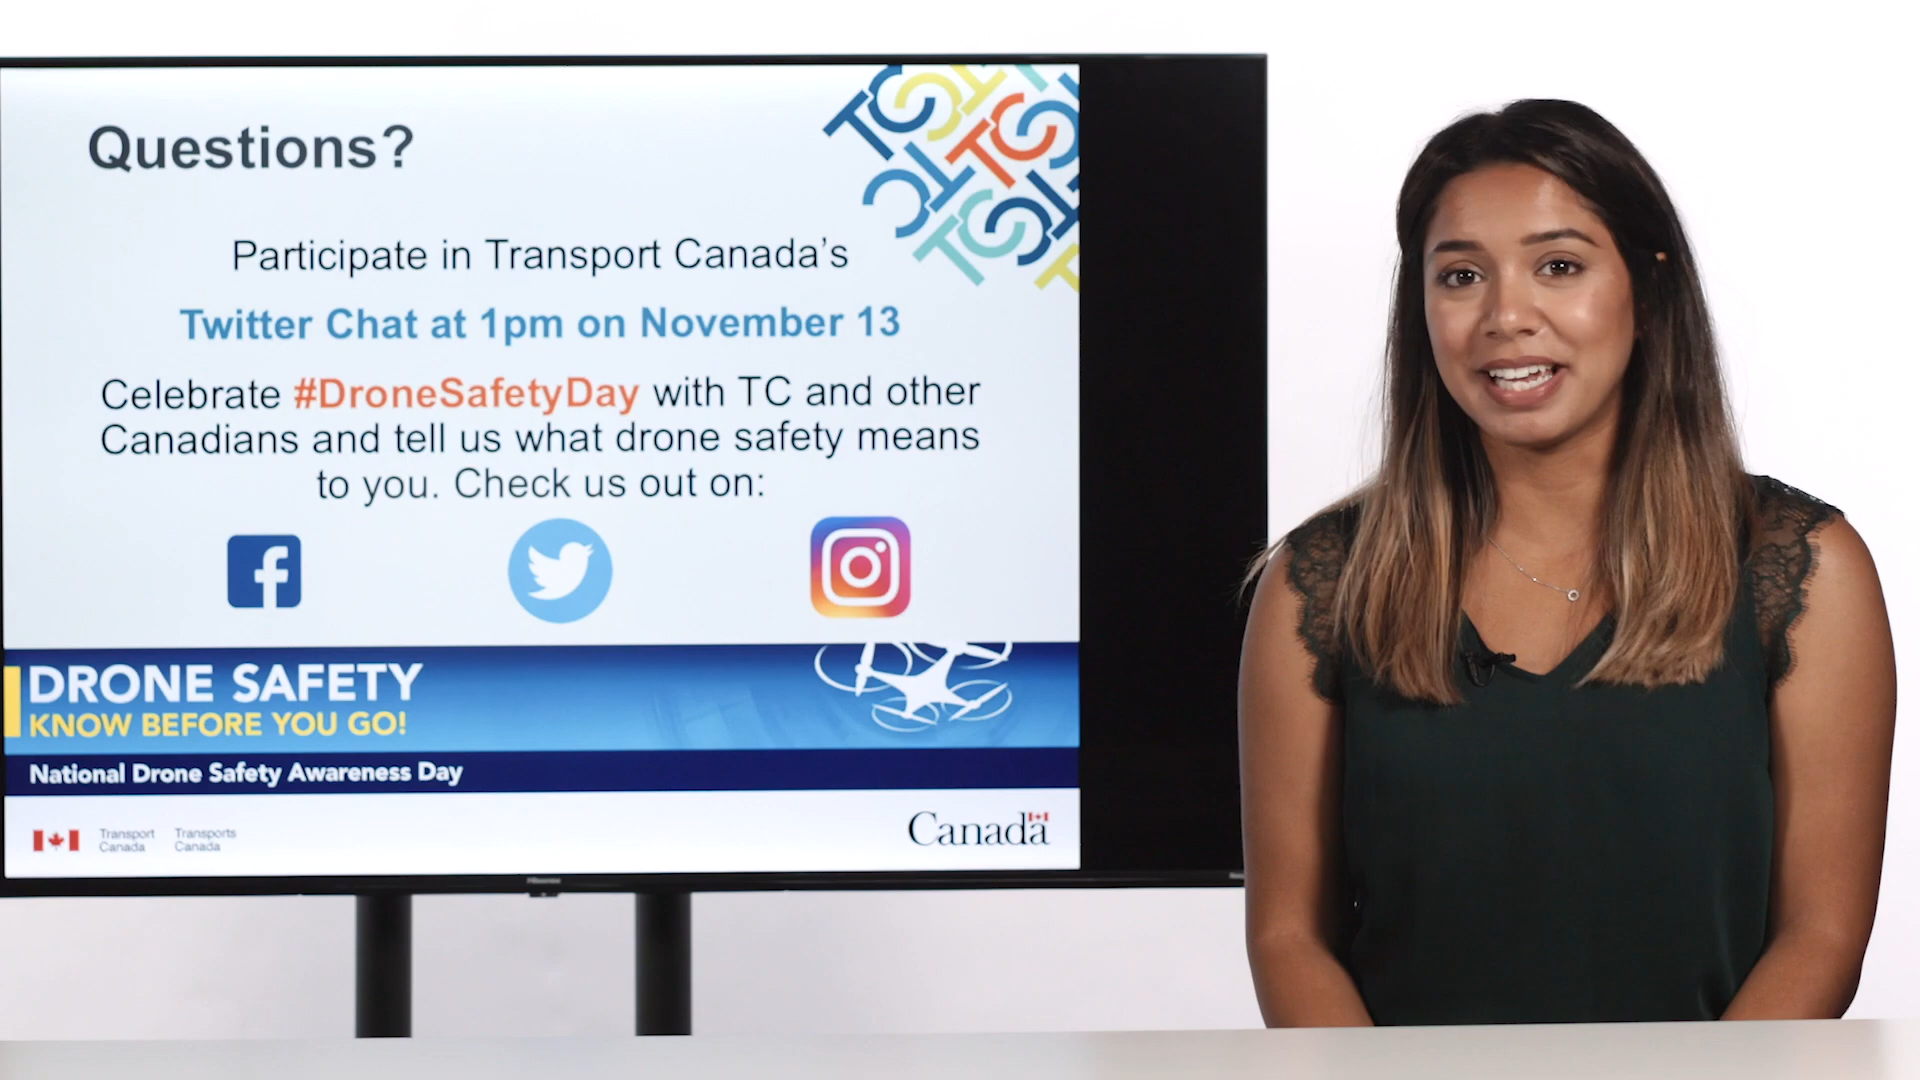 Questions?
Participate in Transport Canada’s
Twitter Chat at 1pm on November 13
Celebrate #DroneSafetyDay with TC and other
Canadians and tell us what drone safety means
to you. Check us out on:
DRONE SAFETY
KNOW BEFORE YOU GO!
National Drone Safety Awareness Day
Transport Canada
Transports Canada
Canada
Hisense